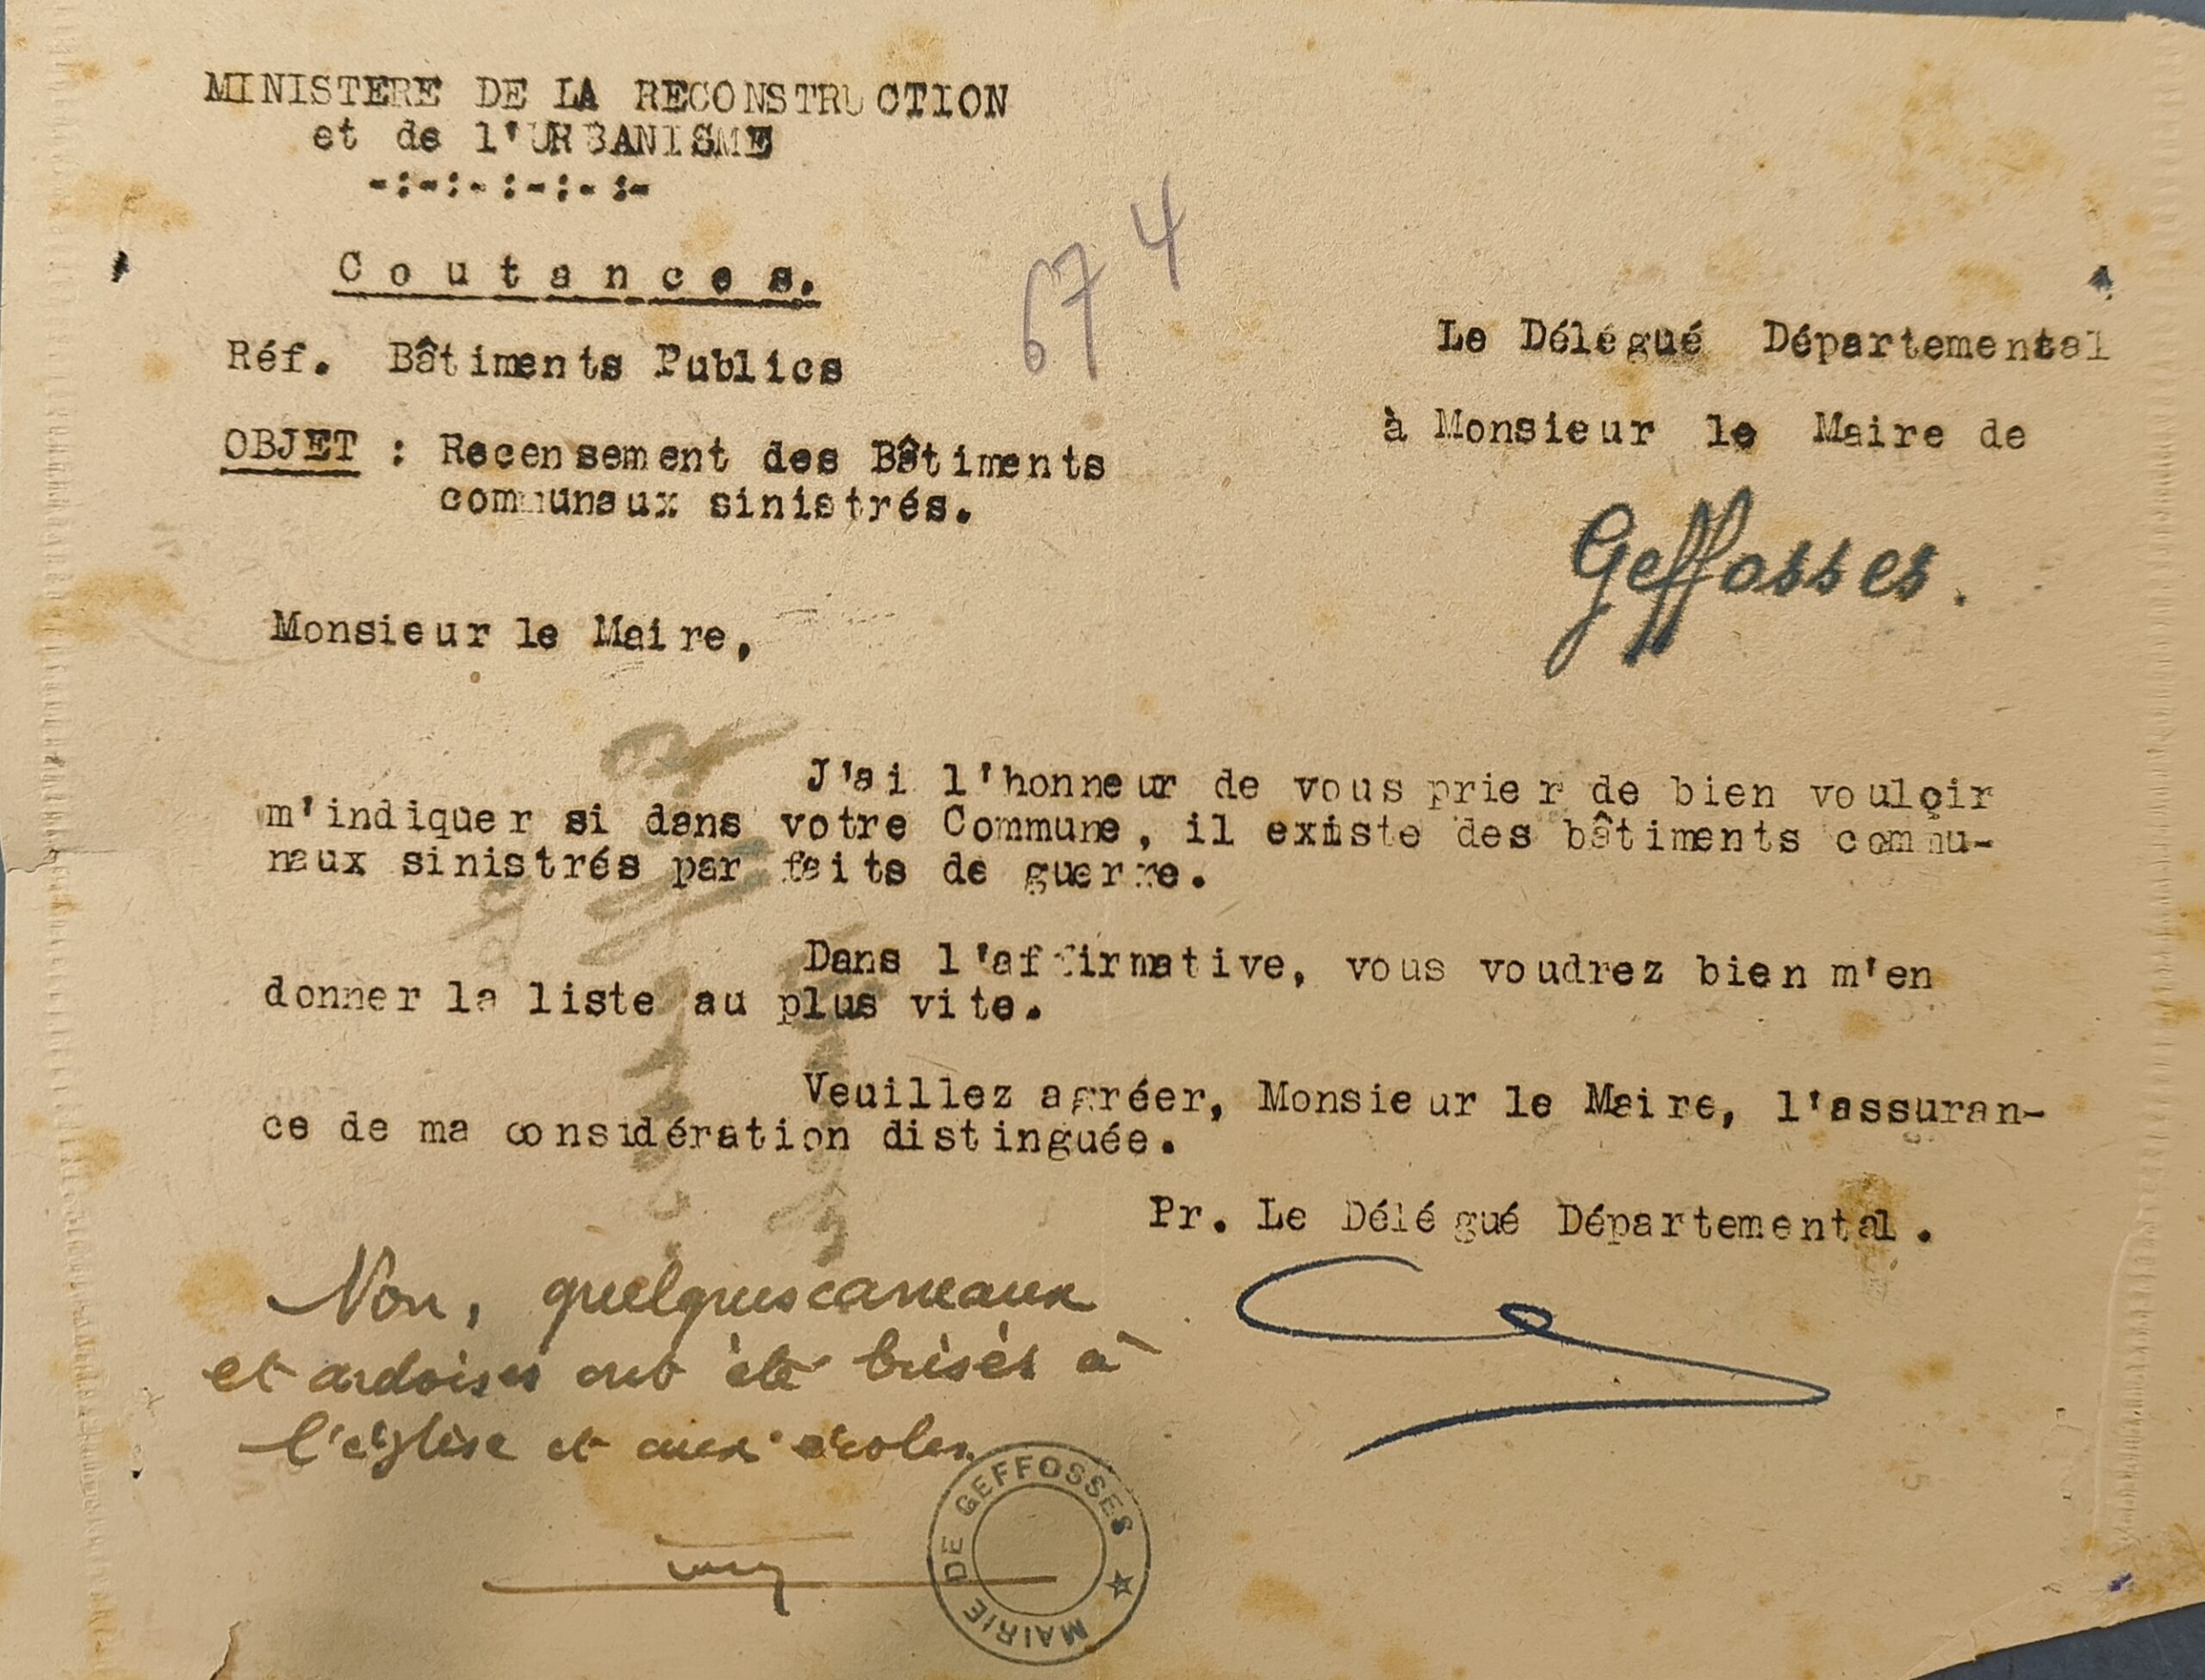 MINISTERE DE LA RECONSTRUCTION
et de l'URBANISME
-:-:-:-:-:-
Coutances.
67 4
Réf. Bâtiments Publics
OBJET : Recensement des Bâtiments
communaux sinistrés.
Le Délégué Départemental
à Monsieur le Maire de
Geffosses.
Monsieur le Maire,
J'ai l'honneur de vous prier de bien vouloir
m'indiquer si dans votre Commune, il existe des bâtiments commu-
naux sinistrés par faits de guerre.
Dans l'affirmative, vous voudrez bien m'en
donner la liste au plus vite.
Veuillez agréer, Monsieur le Maire, l'assuran-
ce de ma considération distinguée.
Pr. Le Délégué Départemental.
Non, quelques carreaux
et ardoises ont été brisés à
l'église et aux écoles.
MAIRIE DE GEFFOSSES